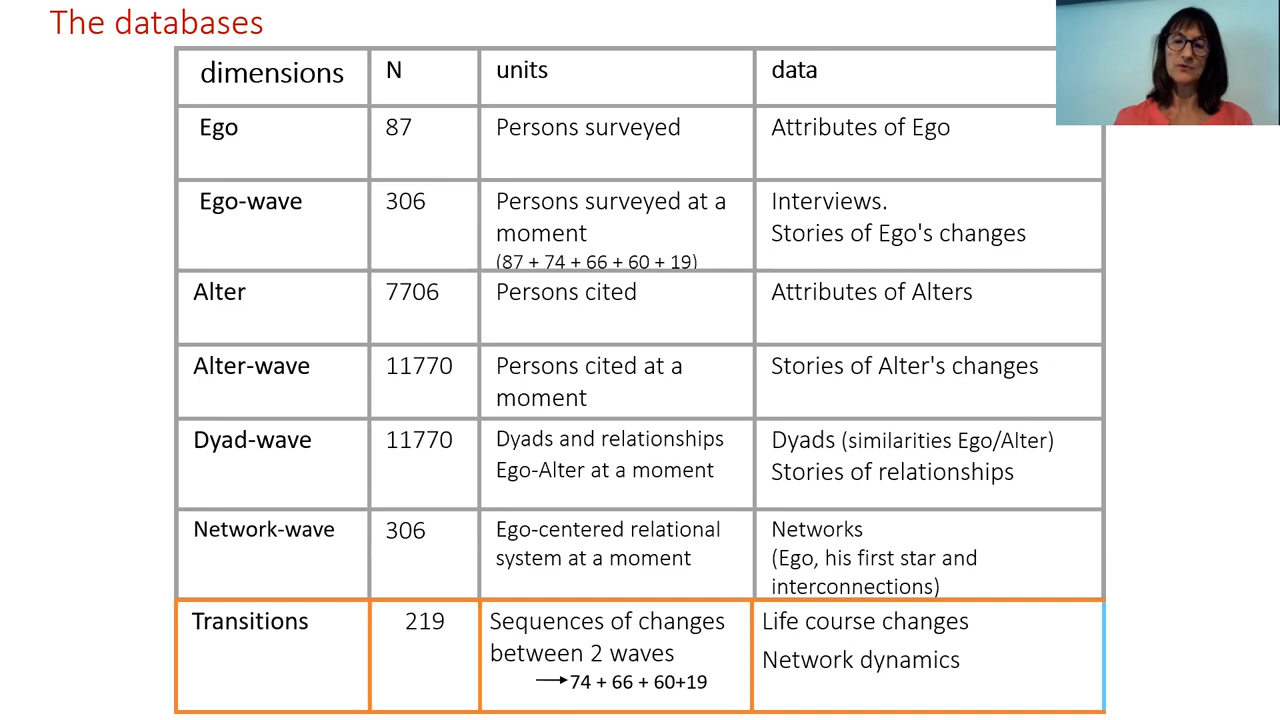 The databases
dimensions N units data
Ego 87 Persons surveyed Attributes of Ego
Ego-wave 306 Persons surveyed at a Interviews.
moment Stories of Ego's changes
(87 + 74 + 66 + 60 + 19)
Alter 7706 Persons cited Attributes of Alters
Alter-wave 11770 Persons cited at a Stories of Alter's changes
moment
Dyad-wave 11770 Dyads and relationships Dyads (similarities Ego/Alter)
Ego-Alter at a moment Stories of relationships
Network-wave 306 Ego-centered relational Networks
system at a moment (Ego, his first star and
interconnections)
Transitions 219 Sequences of changes Life course changes
between 2 waves Network dynamics
→74 + 66 + 60+19